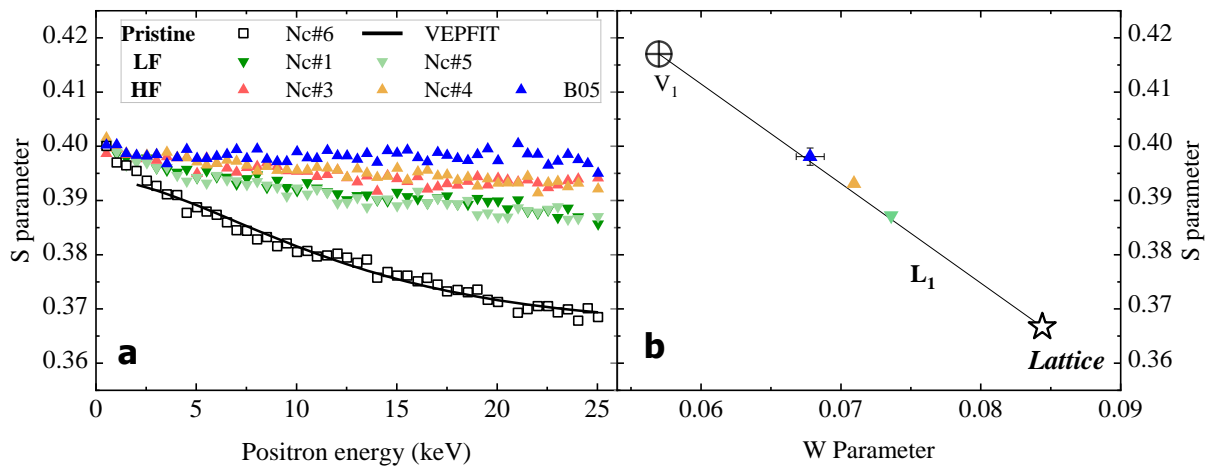 Pristine Nc#6 VEPFIT
LF Nc#1 Nc#5
HF Nc#3 Nc#4 B05
0.42
0.41
0.40
0.39
0.38
0.37
0.36
S parameter
a
0 5 10 15 20 25
Positron energy (keV)
V1
L1
Lattice
b
0.06 0.07 0.08 0.09
W Parameter
0.42
0.41
0.40
0.39
0.38
0.37
0.36
S parameter